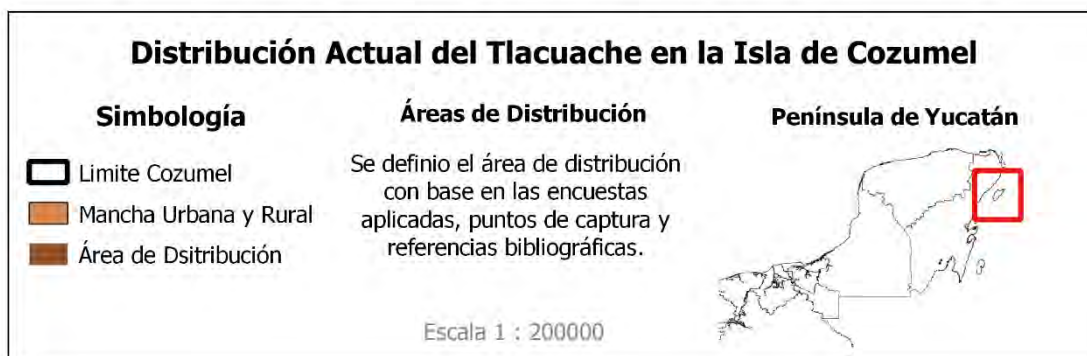 Distribución Actual del Tlacuache en la Isla de Cozumel
Simbología
Limite Cozumel
Mancha Urbana y Rural
Área de Dsitribución
Áreas de Distribución
Se definio el área de distribución
con base en las encuestas
aplicadas, puntos de captura y
referencias bibliográficas.
Escala 1 : 200000
Península de Yucatán